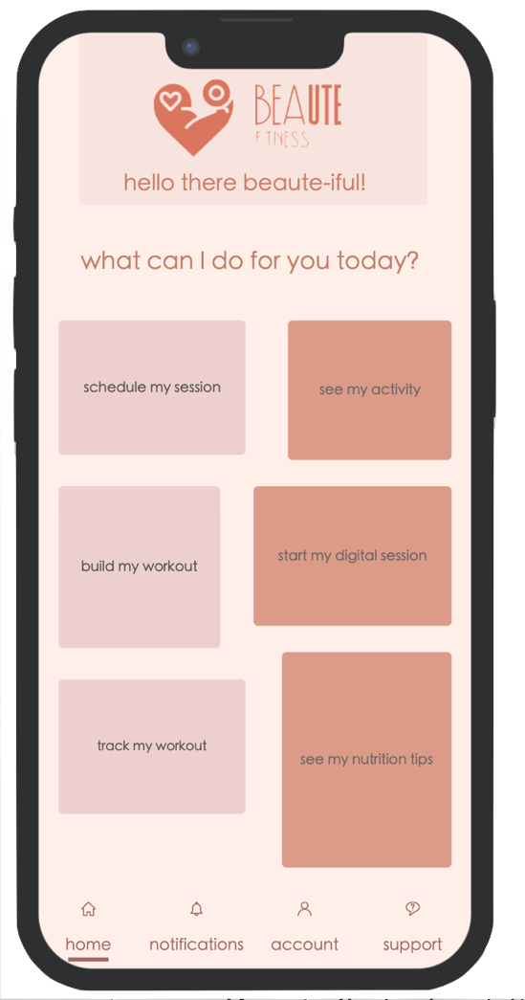 BEAUTE
F TNESS
hello there beaute-iful!
what can I do for you today?
schedule my session
see my activity
build my workout
start my digital session
track my workout
see my nutrition tips
home
notifications
account
support